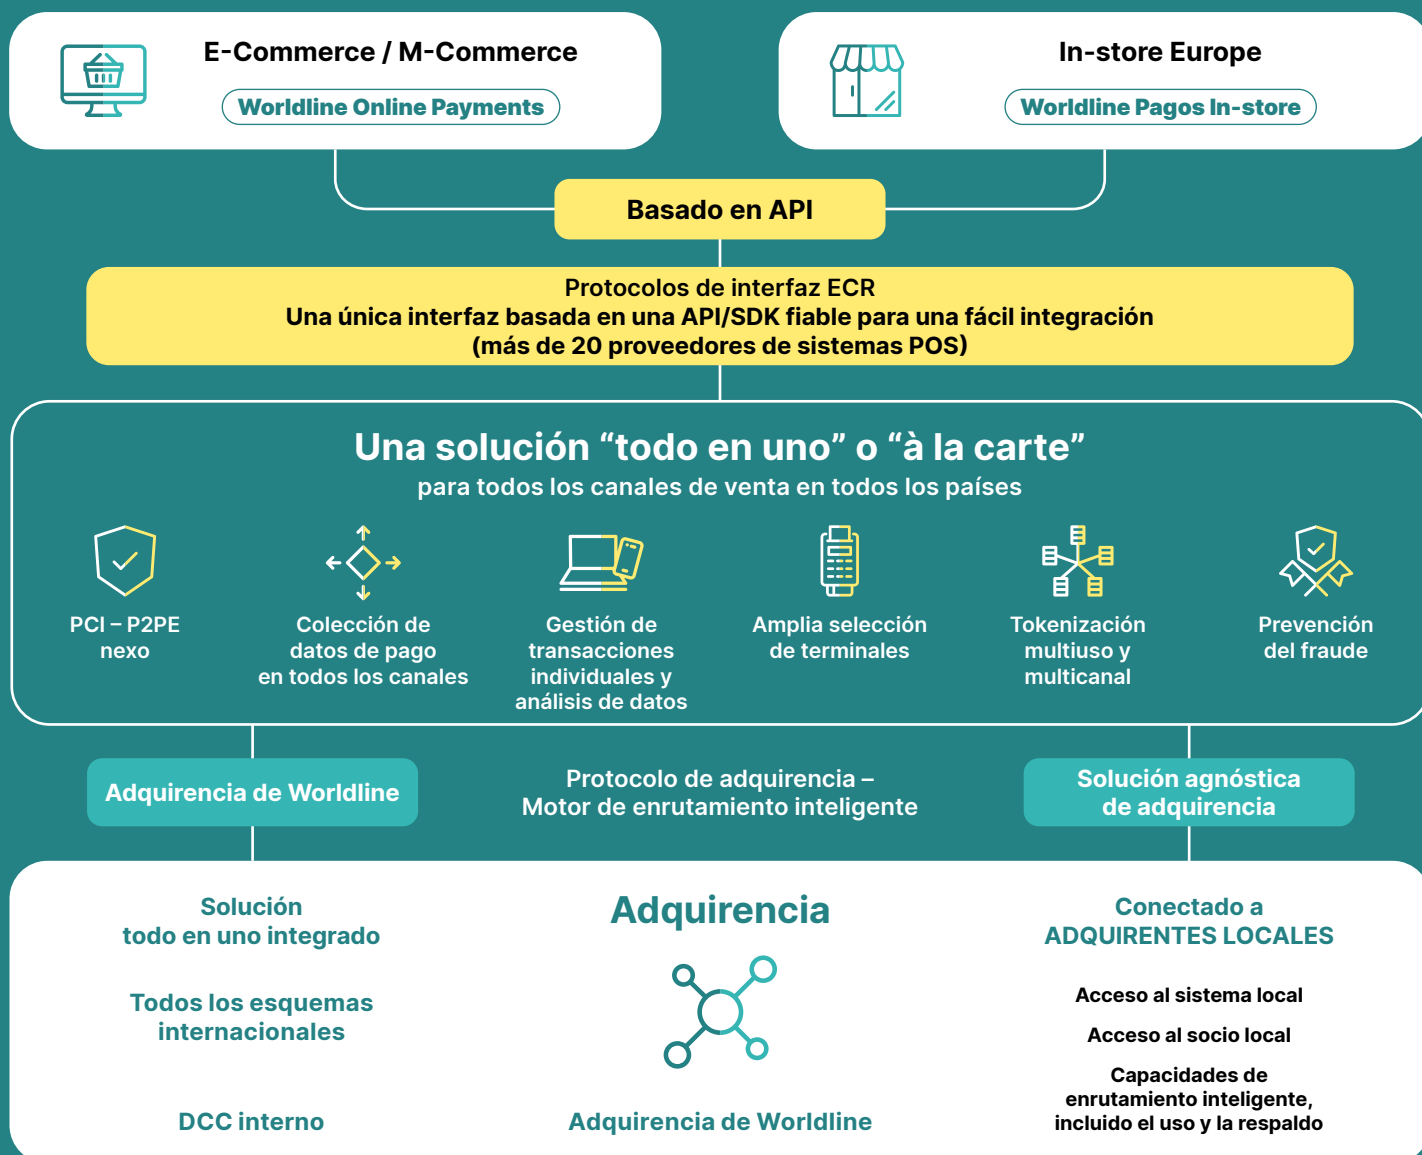 E-Commerce / M-Commerce
Worldline Online Payments
In-store Europe
Worldline Pagos In-store
Basado en API
Protocolos de interfaz ECR
Una única interfaz basada en una API/SDK fiable para una fácil integración
(más de 20 proveedores de sistemas POS)
Una solución “todo en uno” o “à la carte”
para todos los canales de venta en todos los países
PCI – P2PE
nexo
Colección de
datos de pago
en todos los canales
Gestión de
transacciones
individuales y
análisis de datos
Amplia selección
de terminales
Tokenización
multiuso y
multicanal
Prevención
del fraude
Adquirencia de Worldline
Protocolo de adquirencia –
Motor de enrutamiento inteligente
Solución agnóstica
de adquirencia
Solución
todo en uno integrado
Todos los esquemas
internacionales
DCC interno
Adquirencia
Adquirencia de Worldline
Conectado a
ADQUIRENTES LOCALES
Acceso al sistema local
Acceso al socio local
Capacidades de
enrutamiento inteligente,
incluido el uso y la respaldo